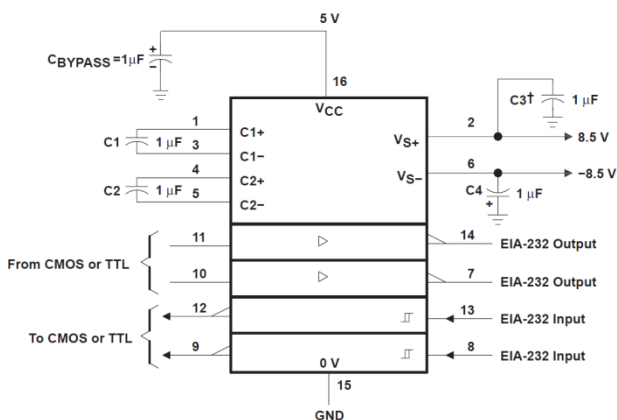 5 V
CBYPASS = 1μF
+
−
16
VCC
C3†
1 μF
1
C1+
C1
1 μF
3
C1−
4
C2+
C2
1 μF
5
C2−
2
VS+
8.5 V
6
VS−
−8.5 V
C4
1 μF
+
11
14
EIA-232 Output
From CMOS or TTL
10
7
EIA-232 Output
12
13
EIA-232 Input
To CMOS or TTL
9
8
EIA-232 Input
0 V
15
GND